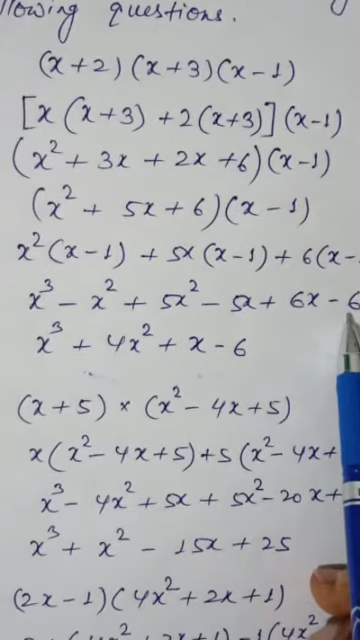 llowing questions.
(x+2)(x+3)(x-1)
[x(x+3)+2(x+3)](x-1)
(x²+3x+2x+6)(x-1)
(x²+5x+6)(x-1)
x²(x-1)+5x(x-1)+6(x-
x³-x²+5x²-5x+6x-6
x³+4x²+x-6
(x+5)×(x²-4x+5)
x(x²-4x+5)+5(x²-4x+
x³-4x²+5x+5x²-20x+
x³+x²-15x+25
(2x-1)(4x²+2x+1)